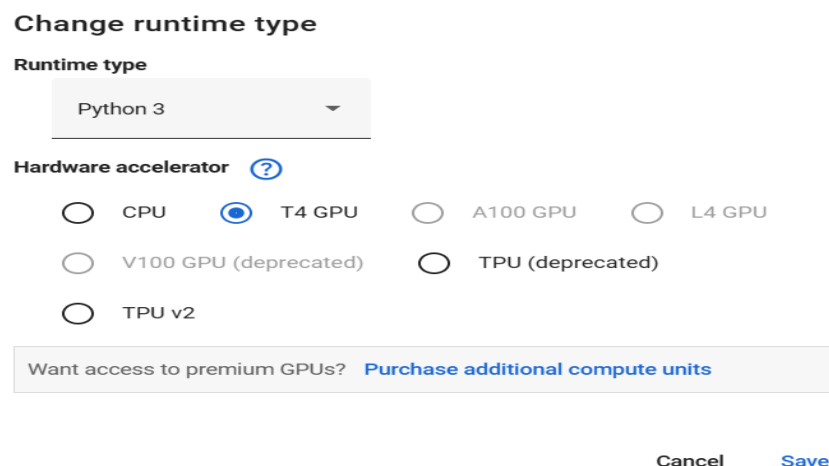 Change runtime type
Runtime type
Python 3
Hardware accelerator ?
CPU T4 GPU A100 GPU L4 GPU
V100 GPU (deprecated) TPU (deprecated)
TPU v2
Want access to premium GPUs? Purchase additional compute units
Cancel Save